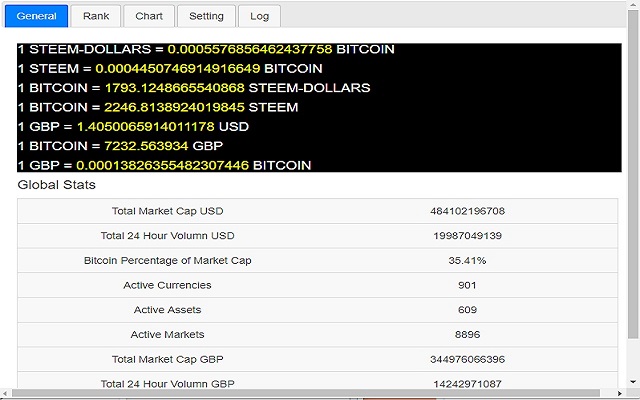 General Rank Chart Setting Log
1 STEEM-DOLLARS = 0.0005576856462437758 BITCOIN
1 STEEM = 0.0004450746914916649 BITCOIN
1 BITCOIN = 1793.1248665540868 STEEM-DOLLARS
1 BITCOIN = 2246.8138924019845 STEEM
1 GBP = 1.4050065914011178 USD
1 BITCOIN = 7232.563934 GBP
1 GBP = 0.00013826355482307446 BITCOIN
Global Stats
Total Market Cap USD 484102196708
Total 24 Hour Volumn USD 19987049139
Bitcoin Percentage of Market Cap 35.41%
Active Currencies 901
Active Assets 609
Active Markets 8896
Total Market Cap GBP 344976066396
Total 24 Hour Volumn GBP 14242971087